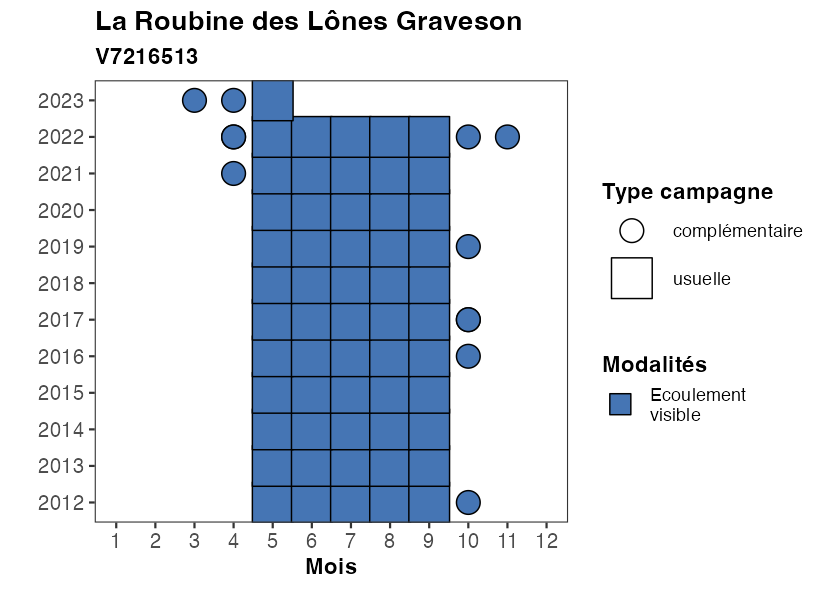 La Roubine des Lônes Graveson
V7216513
2023
2022
2021
2020
2019
2018
2017
2016
2015
2014
2013
2012
1 2 3 4 5 6 7 8 9 10 11 12
Mois
Type campagne
complémentaire
usuelle
Modalités
Ecoulement
visible